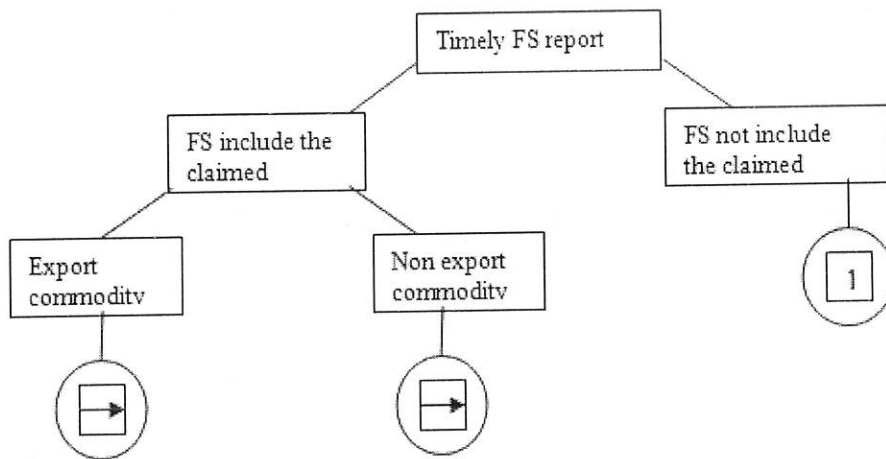 Timely FS report
FS include the
claimed
FS not include
the claimed
Export
commodity
Non export
commodity
1